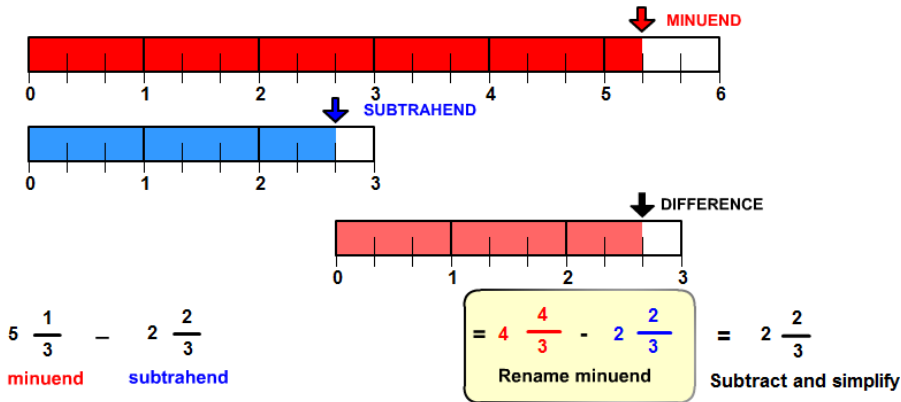 MINUEND
0 1 2 3 4 5 6
SUBTRAHEND
0 1 2 3
DIFFERENCE
0 1 2 3
5 1/3 – 2 2/3 = 4 4/3 - 2 2/3 = 2 2/3
minuend subtrahend Rename minuend Subtract and simplify